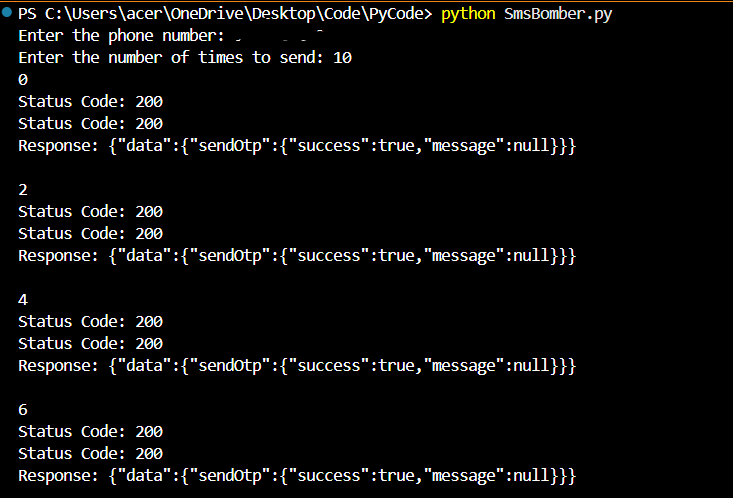 PS C:\Users\acer\OneDrive\Desktop\Code\PyCode> python SmsBomber.py
Enter the phone number:
Enter the number of times to send: 10
0
Status Code: 200
Status Code: 200
Response: {"data":{"sendOtp":{"success":true,"message":null}}}
2
Status Code: 200
Status Code: 200
Response: {"data":{"sendOtp":{"success":true,"message":null}}}
4
Status Code: 200
Status Code: 200
Response: {"data":{"sendOtp":{"success":true,"message":null}}}
6
Status Code: 200
Status Code: 200
Response: {"data":{"sendOtp":{"success":true,"message":null}}}